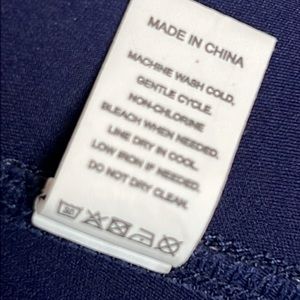 MADE IN CHINA
MACHINE WASH COLD,
GENTLE CYCLE.
NON-CHLORINE
BLEACH WHEN NEEDED.
LINE DRY IN COOL.
LOW IRON IF NEEDED.
DO NOT DRY CLEAN.